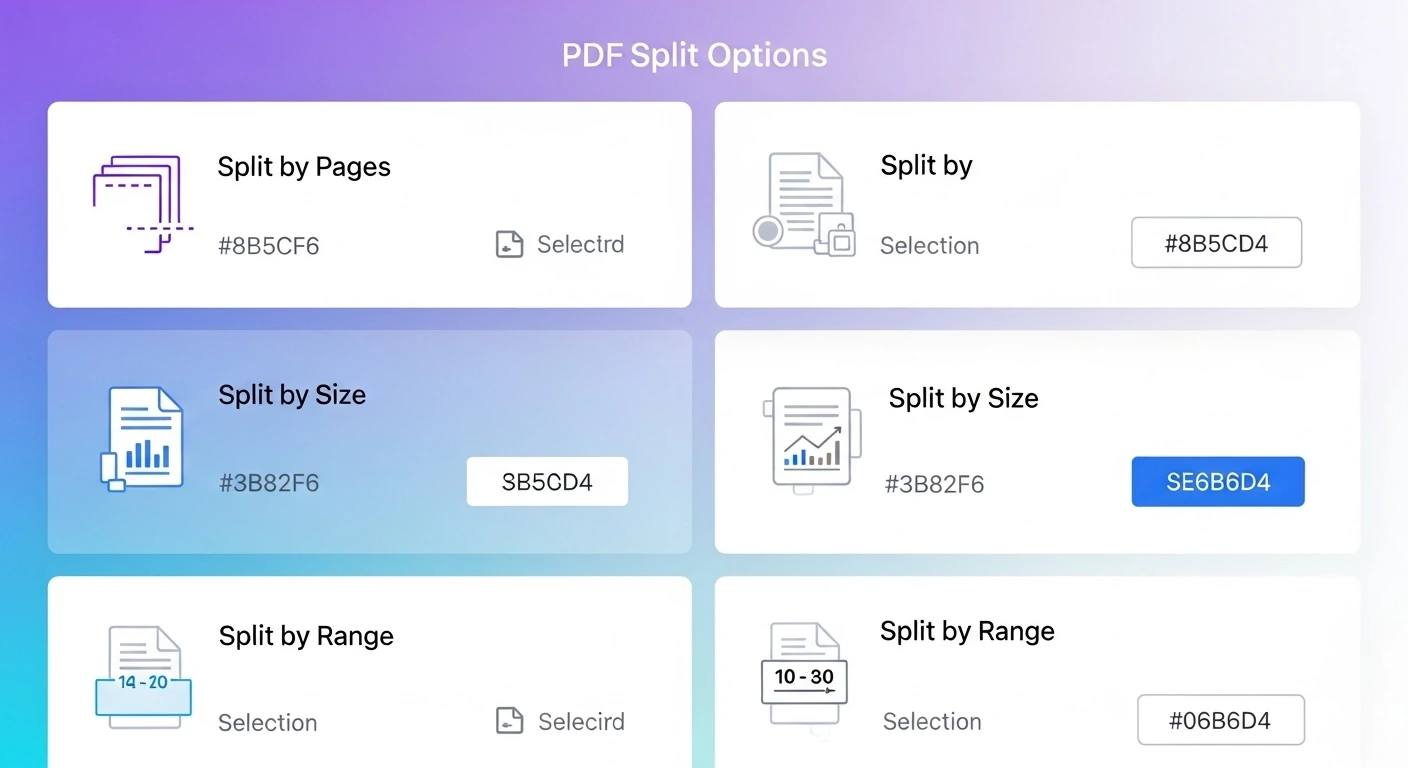 PDF Split Options
Split by Pages
#8B5CF6
Selectrd
Split by
Selection
#8B5CD4
Split by Size
#3B82F6
SB5CD4
Split by Size
#3B82F6
SE6B6D4
14-20
Split by Range
Selection
Selecird
10-30
Split by Range
Selection
#06B6D4